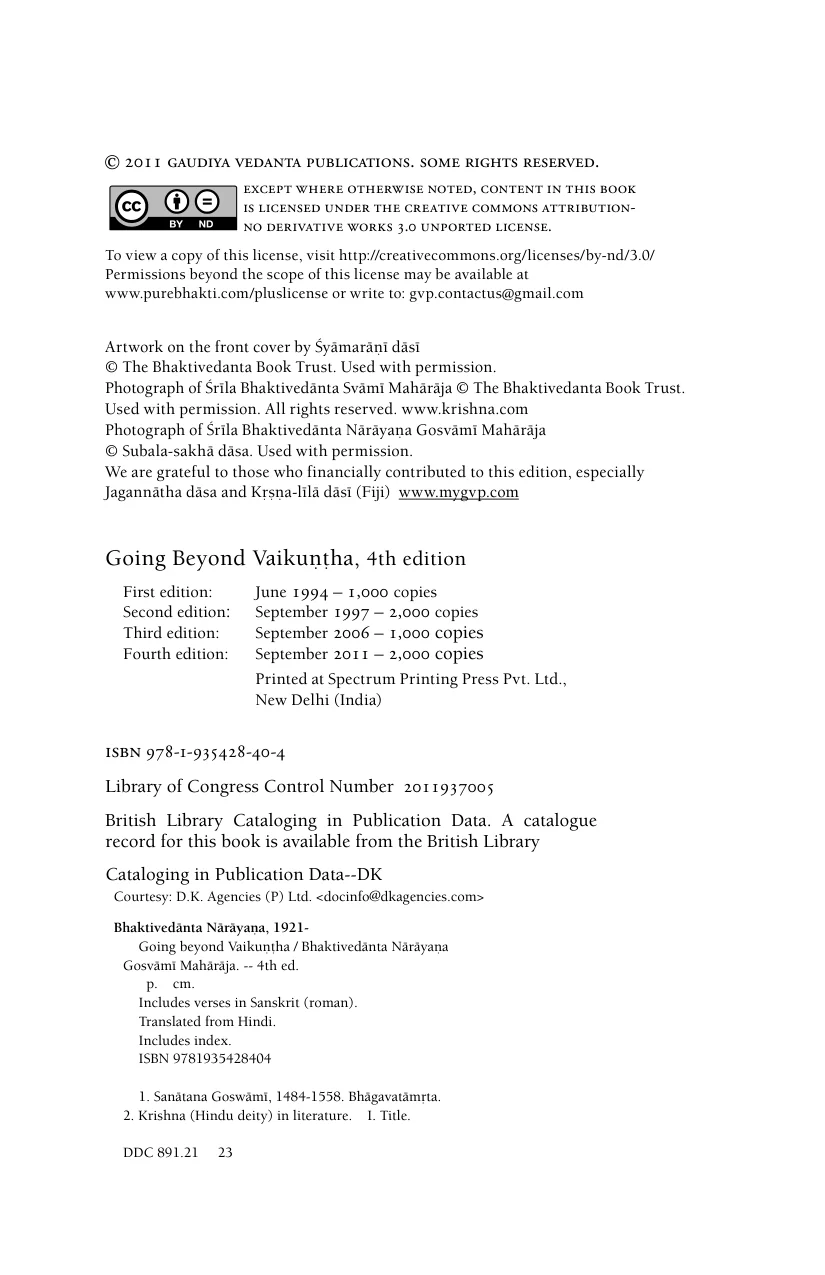 © 2011 GAUDIYA VEDANTA PUBLICATIONS. SOME RIGHTS RESERVED.
cc BY ND
EXCEPT WHERE OTHERWISE NOTED, CONTENT IN THIS BOOK
IS LICENSED UNDER THE CREATIVE COMMONS ATTRIBUTION-
NO DERIVATIVE WORKS 3.0 UNPORTED LICENSE.
To view a copy of this license, visit http://creativecommons.org/licenses/by-nd/3.0/
Permissions beyond the scope of this license may be available at
www.purebhakti.com/pluslicense or write to: gvp.contactus@gmail.com
Artwork on the front cover by Śyāmarāṇī dāsī
© The Bhaktivedanta Book Trust. Used with permission.
Photograph of Śrīla Bhaktivedānta Svāmī Mahārāja © The Bhaktivedanta Book Trust.
Used with permission. All rights reserved. www.krishna.com
Photograph of Śrīla Bhaktivedānta Nārāyaṇa Gosvāmī Mahārāja
© Subala-sakhā dāsa. Used with permission.
We are grateful to those who financially contributed to this edition, especially
Jagannātha dāsa and Kṛṣṇa-līlā dāsī (Fiji) www.mygvp.com
Going Beyond Vaikuṇṭha, 4th edition
First edition: June 1994 – 1,000 copies
Second edition: September 1997 – 2,000 copies
Third edition: September 2006 – 1,000 copies
Fourth edition: September 2011 – 2,000 copies
Printed at Spectrum Printing Press Pvt. Ltd.,
New Delhi (India)
ISBN 978-1-935428-40-4
Library of Congress Control Number 2011937005
British Library Cataloging in Publication Data. A catalogue
record for this book is available from the British Library
Cataloging in Publication Data--DK
Courtesy: D.K. Agencies (P) Ltd. <docinfo@dkagencies.com>
Bhaktivedānta Nārāyaṇa, 1921-
Going beyond Vaikuṇṭha / Bhaktivedānta Nārāyaṇa
Gosvāmī Mahārāja. -- 4th ed.
p. cm.
Includes verses in Sanskrit (roman).
Translated from Hindi.
Includes index.
ISBN 9781935428404
1. Sanātana Goswāmī, 1484-1558. Bhāgavatāmṛta.
2. Krishna (Hindu deity) in literature. I. Title.
DDC 891.21 23